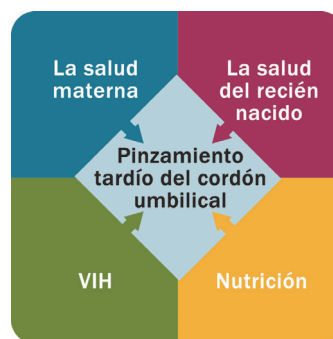 La salud
materna
La salud
del recién
nacido
Pinzamiento
tardío del cordón
umbilical
VIH
Nutrición